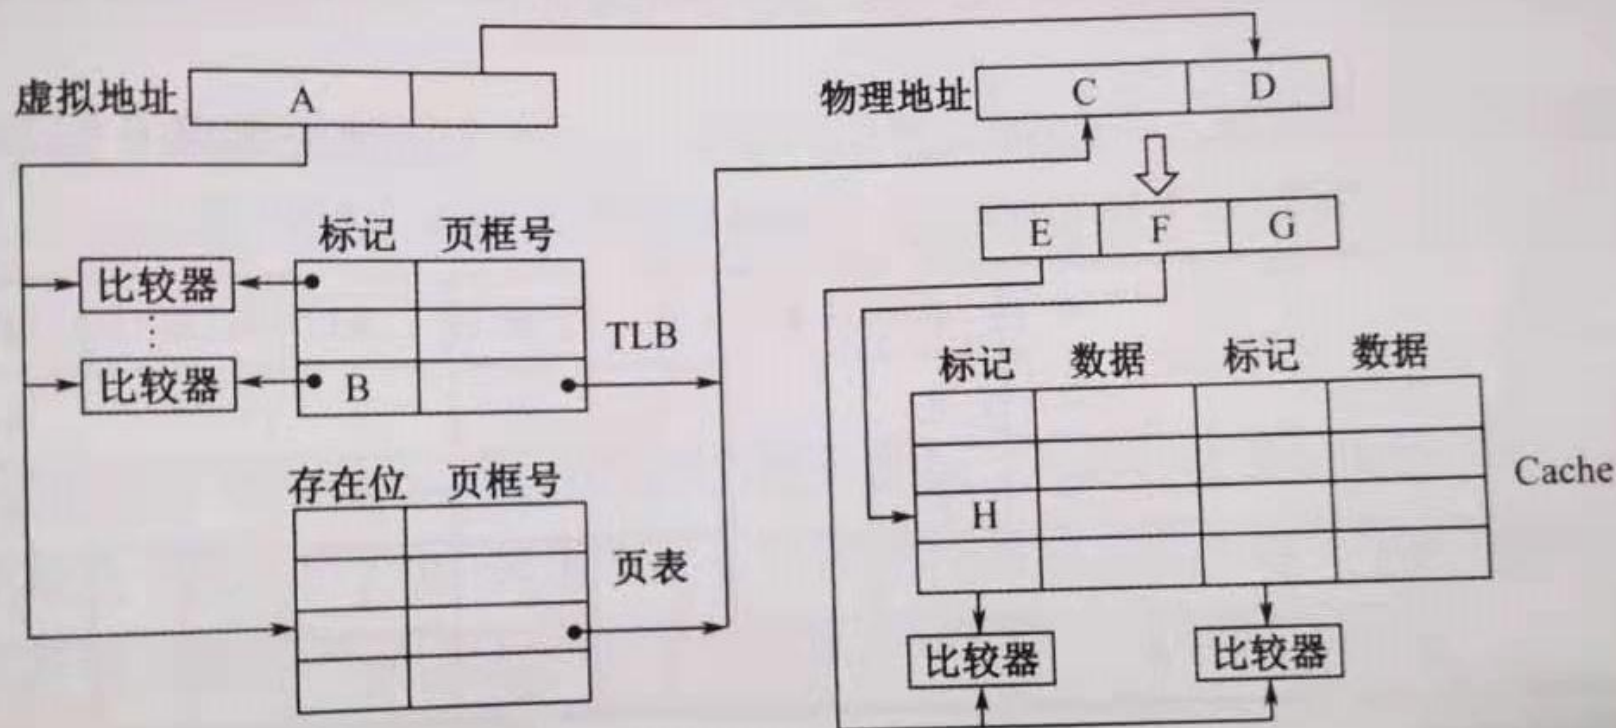 虚拟地址 A
物理地址 C D
E F G
标记 页框号
比较器
TLB
比较器 B
存在位 页框号
页表
标记 数据 标记 数据
H
Cache
比较器 比较器